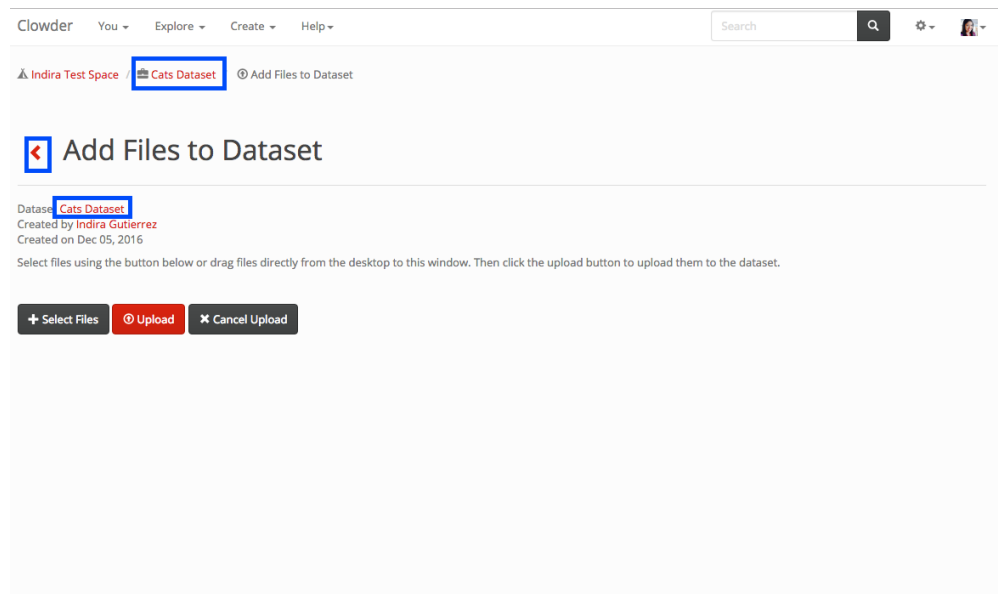 Clowder You Explore Create Help Search
Indira Test Space / Cats Dataset Add Files to Dataset
Add Files to Dataset
Datase Cats Dataset
Created by Indira Gutierrez
Created on Dec 05, 2016
Select files using the button below or drag files directly from the desktop to this window. Then click the upload button to upload them to the dataset.
Select Files Upload Cancel Upload